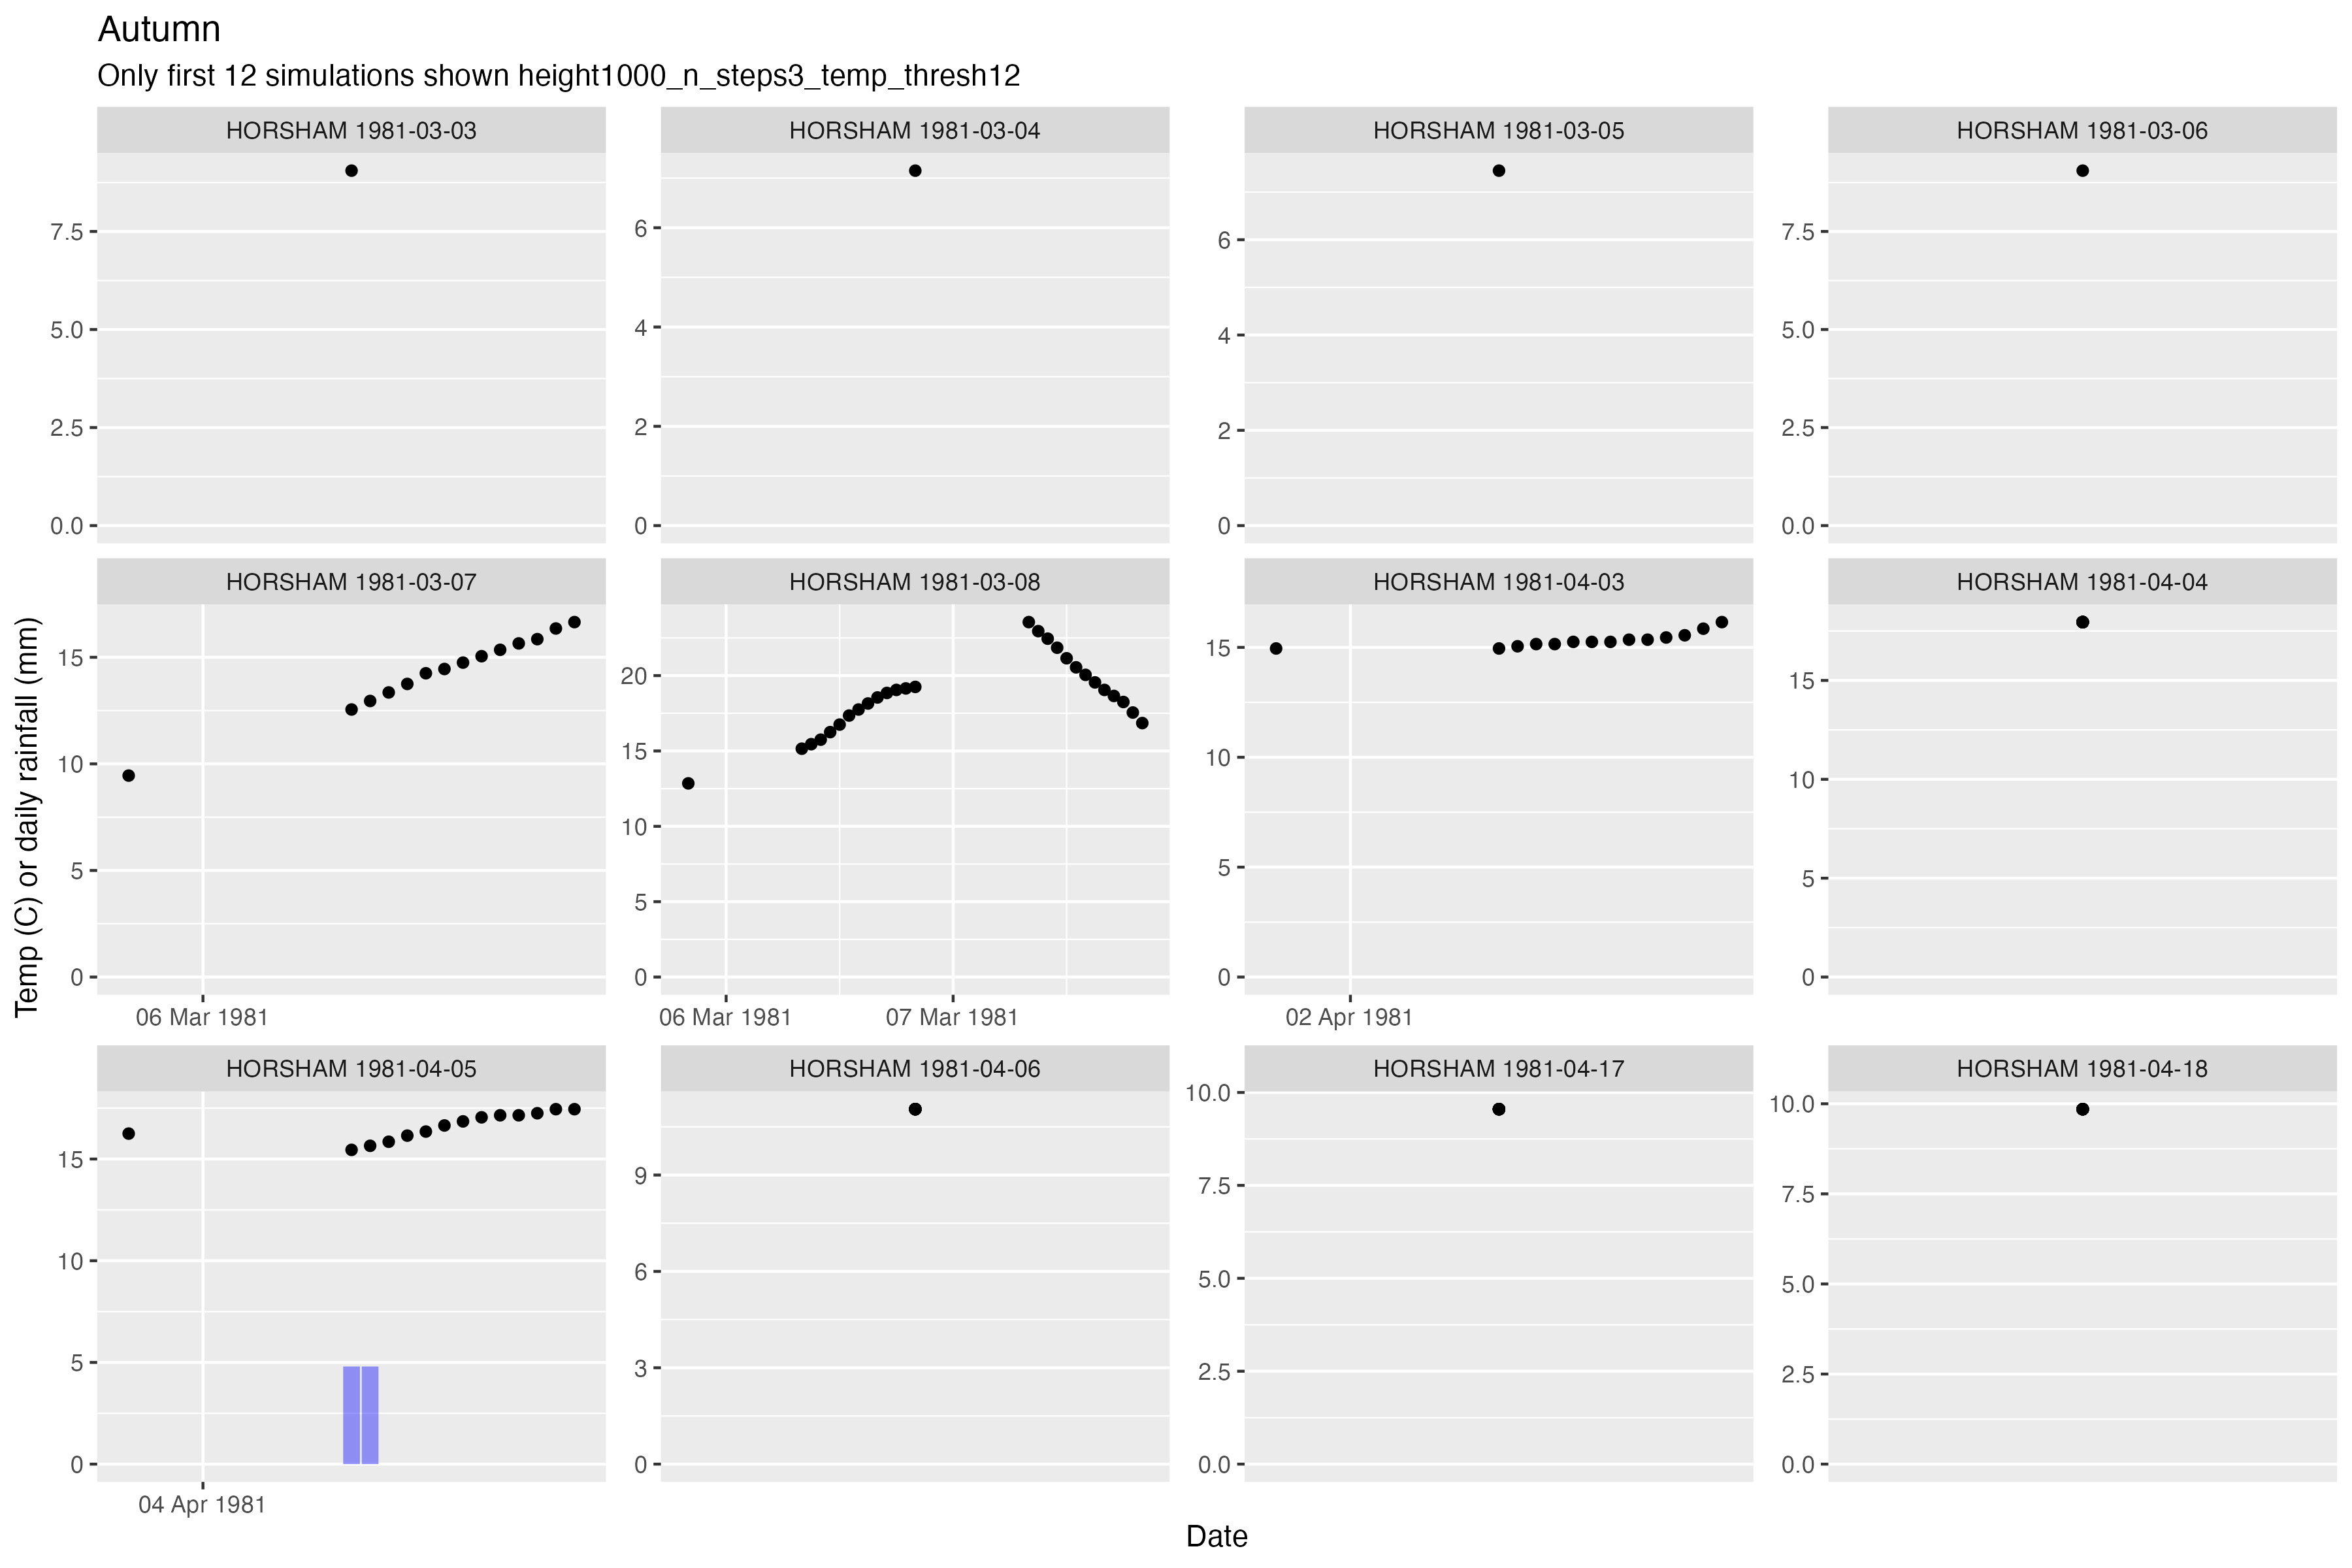 Autumn
Only first 12 simulations shown height1000_n_steps3_temp_thresh12
HORSHAM 1981-03-03
HORSHAM 1981-03-04
HORSHAM 1981-03-05
HORSHAM 1981-03-06
7.5
5.0
2.5
0.0
6
4
2
0
6
4
2
0
7.5
5.0
2.5
0.0
Temp (C) or daily rainfall (mm)
HORSHAM 1981-03-07
HORSHAM 1981-03-08
HORSHAM 1981-04-03
HORSHAM 1981-04-04
15
10
5
0
20
15
10
5
0
15
10
5
0
15
10
5
0
06 Mar 1981
06 Mar 1981
07 Mar 1981
02 Apr 1981
HORSHAM 1981-04-05
HORSHAM 1981-04-06
HORSHAM 1981-04-17
HORSHAM 1981-04-18
15
10
5
0
9
6
3
0
10.0
7.5
5.0
2.5
0.0
10.0
7.5
5.0
2.5
0.0
04 Apr 1981
Date